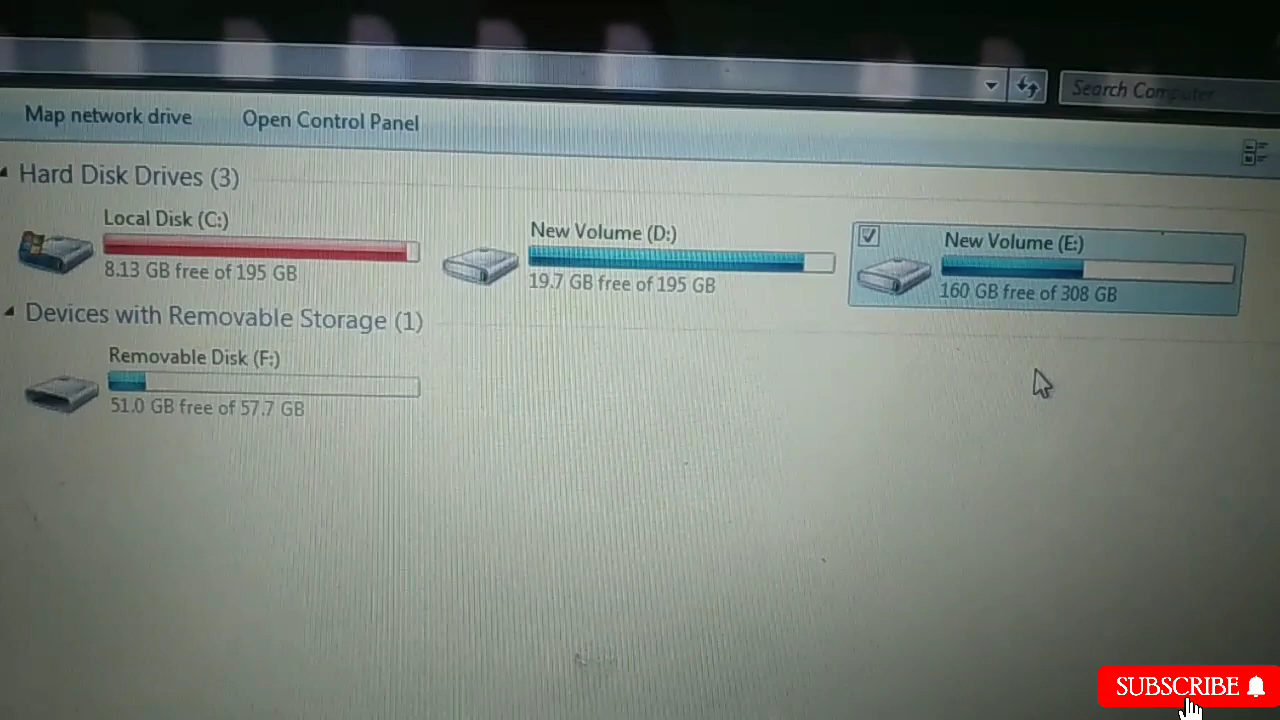 Search Computer
Map network drive
Open Control Panel
Hard Disk Drives (3)
Local Disk (C:)
8.13 GB free of 195 GB
New Volume (D:)
19.7 GB free of 195 GB
New Volume (E:)
160 GB free of 308 GB
Devices with Removable Storage (1)
Removable Disk (F:)
51.0 GB free of 57.7 GB
SUBSCRIBE